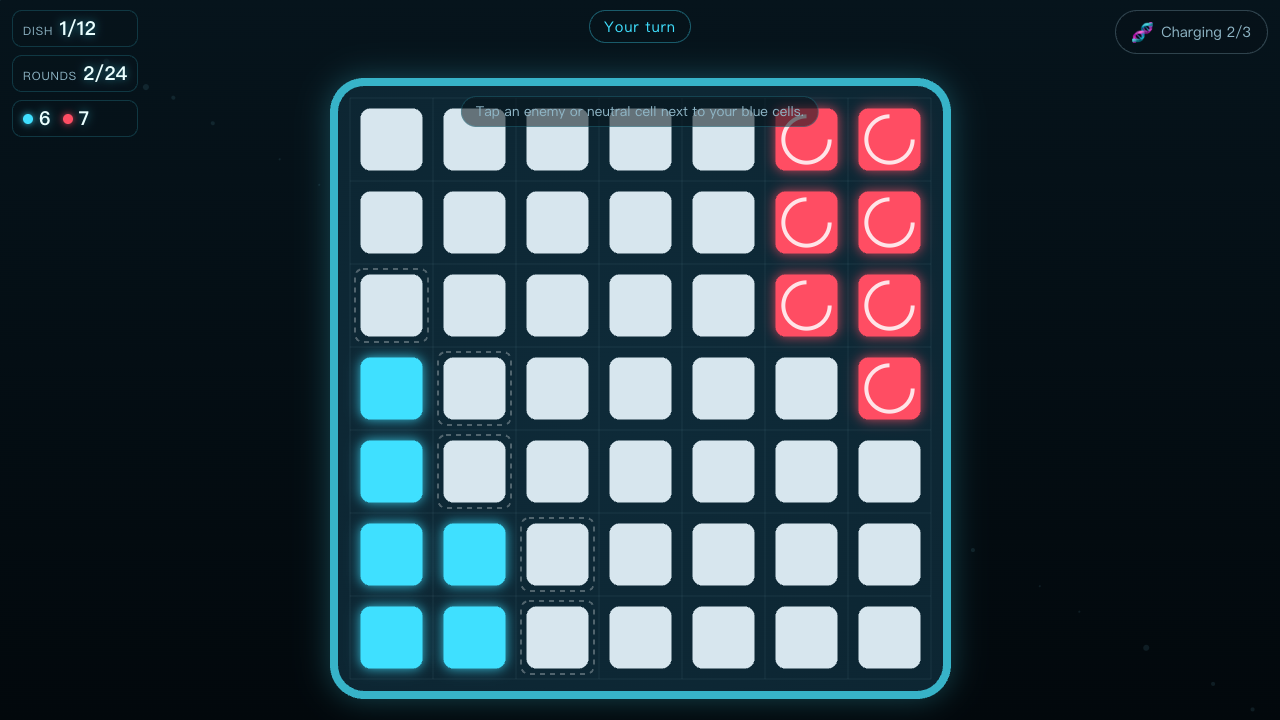 DISH 1/12
Your turn
Charging 2/3
ROUNDS 2/24
6 7
Tap an enemy or neutral cell next to your blue cells.